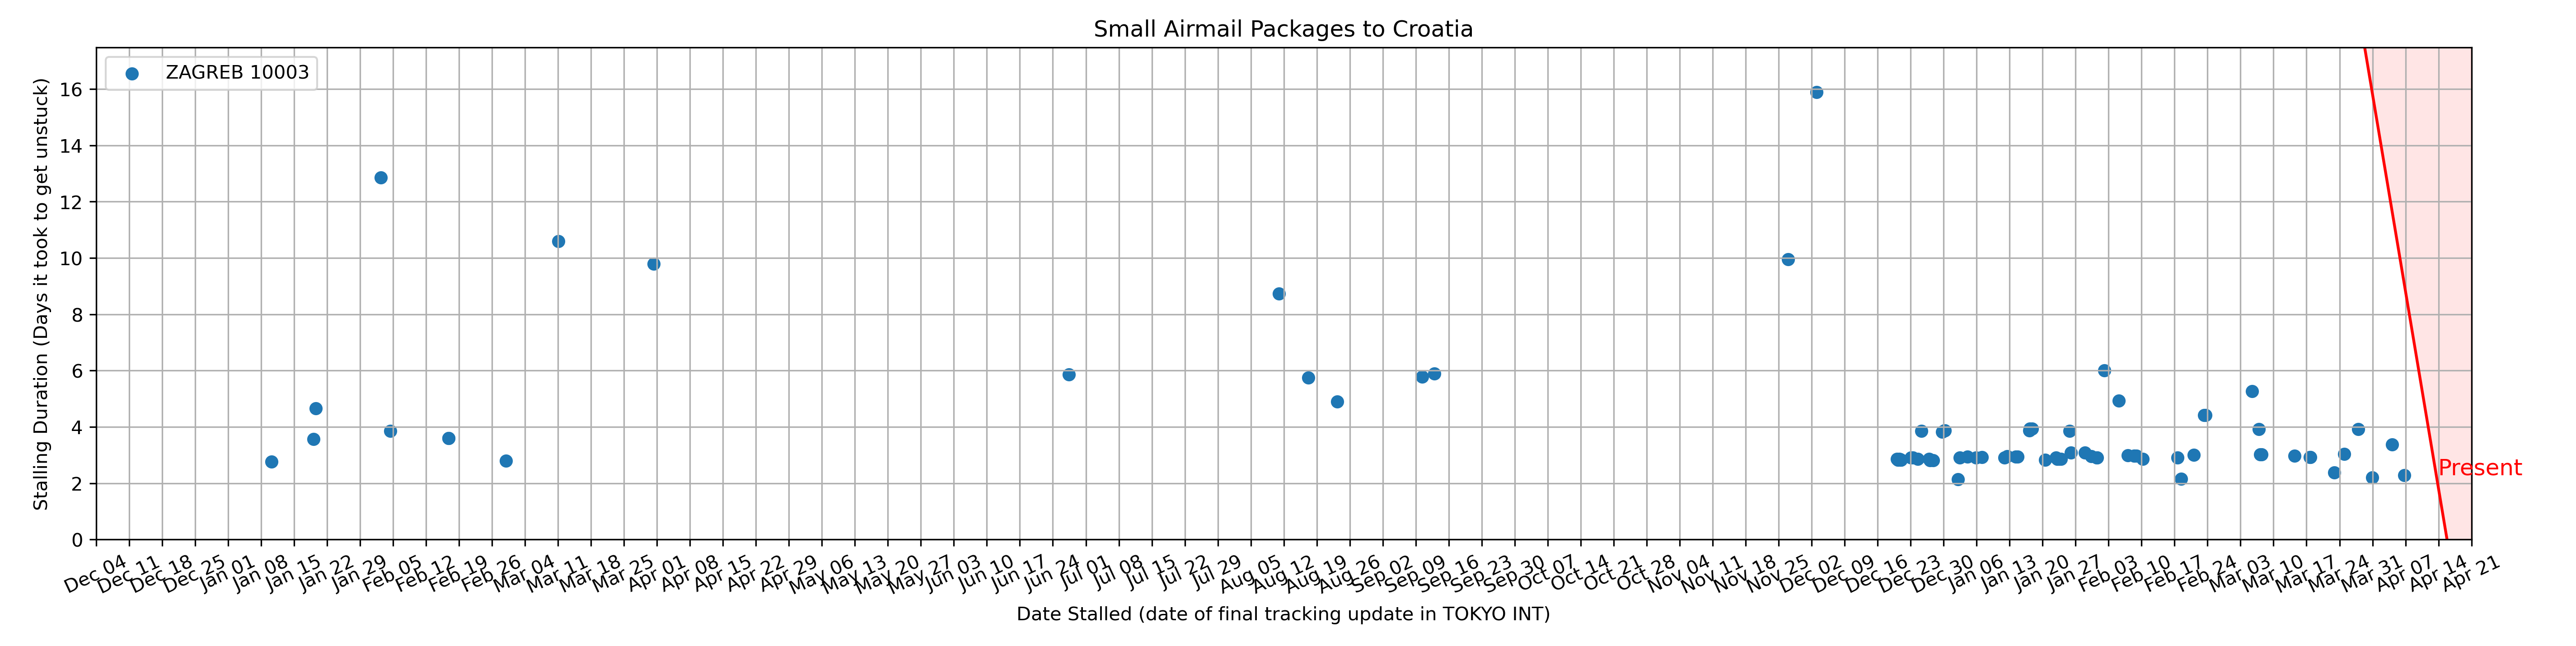 Small Airmail Packages to Croatia
ZAGREB 10003
Stalling Duration (Days it took to get unstuck)
16
14
12
10
8
6
4
2
0
Present
Dec 04
Dec 11
Dec 18
Dec 25
Jan 01
Jan 08
Jan 15
Jan 22
Jan 29
Feb 05
Feb 12
Feb 19
Feb 26
Mar 04
Mar 11
Mar 18
Mar 25
Apr 01
Apr 08
Apr 15
Apr 22
Apr 29
May 06
May 13
May 20
May 27
Jun 03
Jun 10
Jun 17
Jun 24
Jul 01
Jul 08
Jul 15
Jul 22
Jul 29
Aug 05
Aug 12
Aug 19
Aug 26
Sep 02
Sep 09
Sep 16
Sep 23
Sep 30
Oct 07
Oct 14
Oct 21
Oct 28
Nov 04
Nov 11
Nov 18
Nov 25
Dec 02
Dec 09
Dec 16
Dec 23
Dec 30
Jan 06
Jan 13
Jan 20
Jan 27
Feb 03
Feb 10
Feb 17
Feb 24
Mar 03
Mar 10
Mar 17
Mar 24
Mar 31
Apr 07
Apr 14
Apr 21
Date Stalled (date of final tracking update in TOKYO INT)